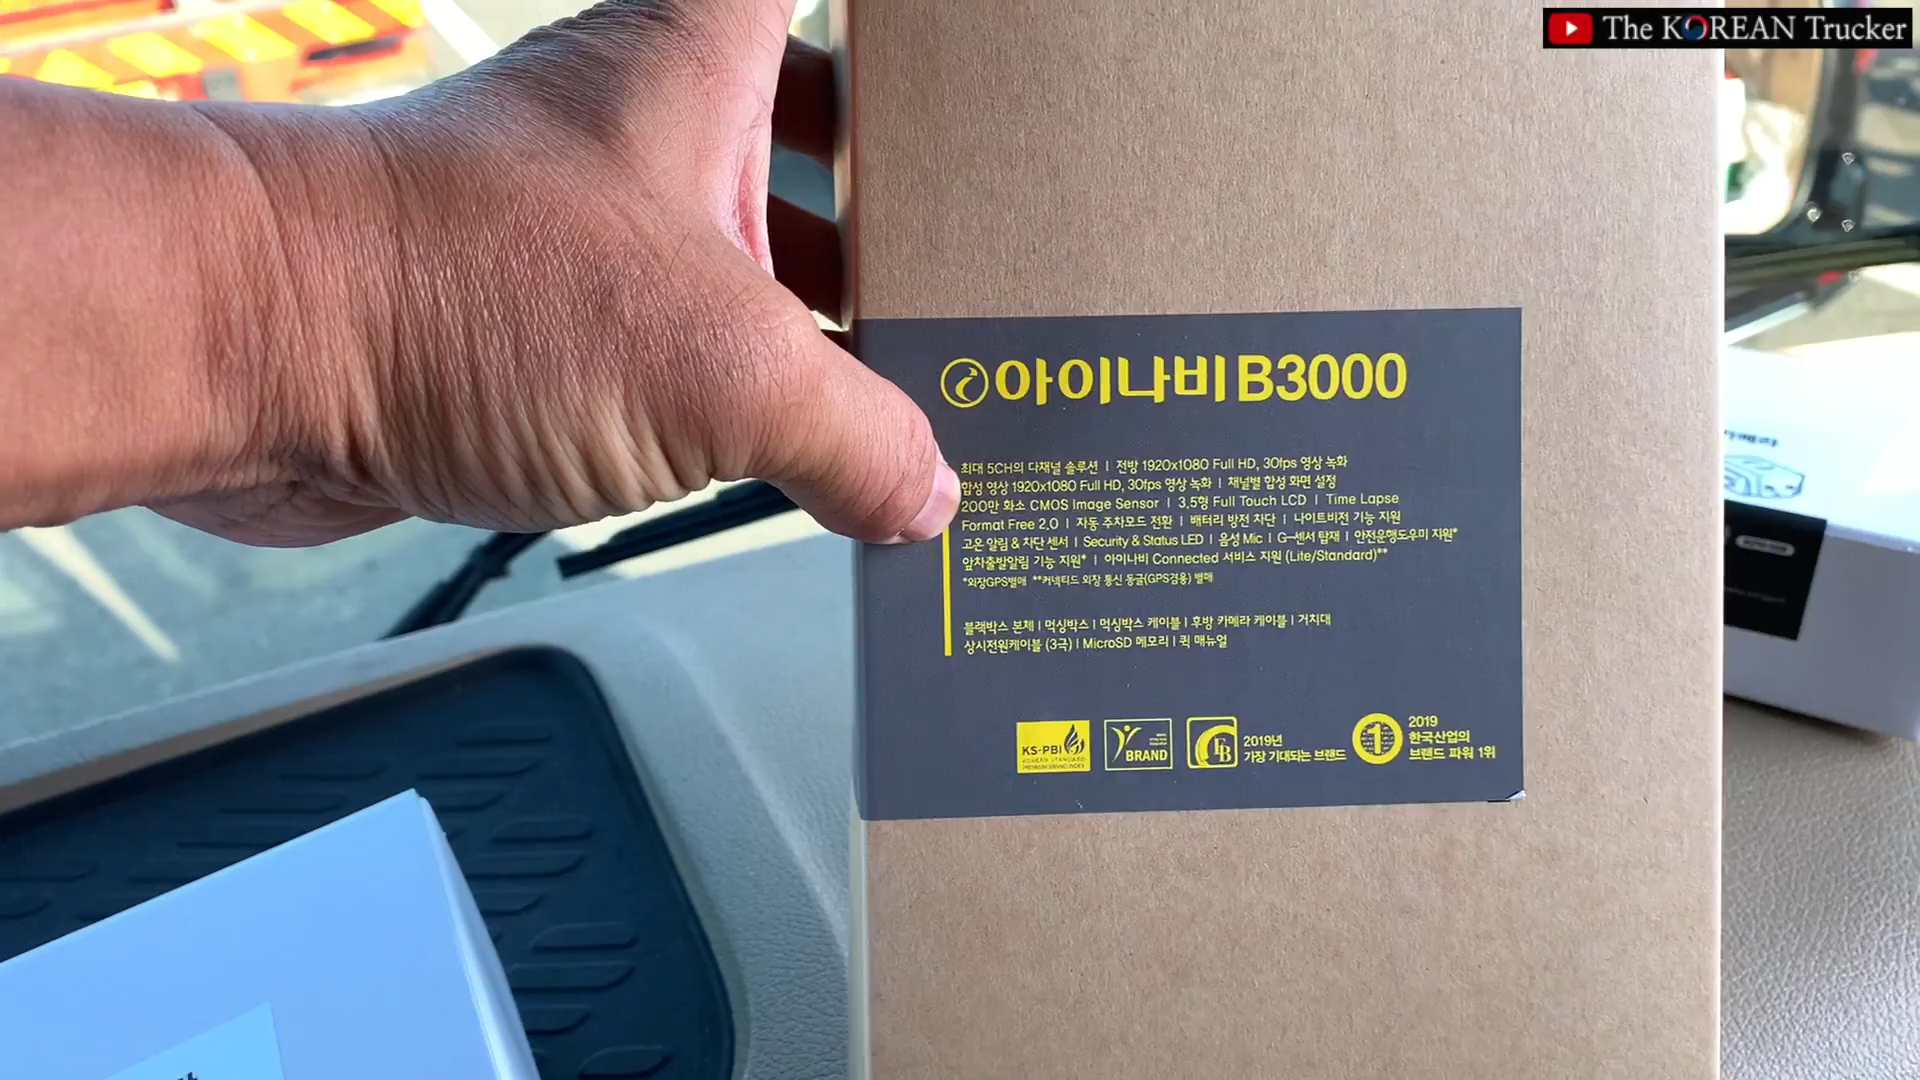 The KOREAN Trucker
아이나비 B3000
최대 5CH의 다채널 솔루션 | 전방 1920x1080 Full HD, 30fps 영상 녹화
합성 영상 1920x1080 Full HD, 30fps 영상 녹화 | 채널별 합성 화면 설정
200만 화소 CMOS Image Sensor | 3.5형 Full Touch LCD | Time Lapse
Format Free 2.0 | 자동 주차모드 전환 | 배터리 방전 차단 | 나이트비전 기능 지원
고온 알림 & 차단 센서 | Security & Status LED | 음성 Mic | G-센서 탑재 | 안전운행도우미 지원*
앞차출발알림 기능 지원* | 아이나비 Connected 서비스 지원 (Lite/Standard)**
*외장GPS별매 **커넥티드 외장 통신 동글(GPS겸용) 별매
블랙박스 본체 | 먹싱박스 | 먹싱박스 케이블 | 후방 카메라 케이블 | 거치대
상시전원케이블 (3극) | MicroSD 메모리 | 퀵 매뉴얼
KS-PBI
KOREAN STANDARD
PREMIUM BRAND INDEX
BRAND
2019년
가장 기대되는 브랜드
1
2019
한국산업의
브랜드 파워 1위